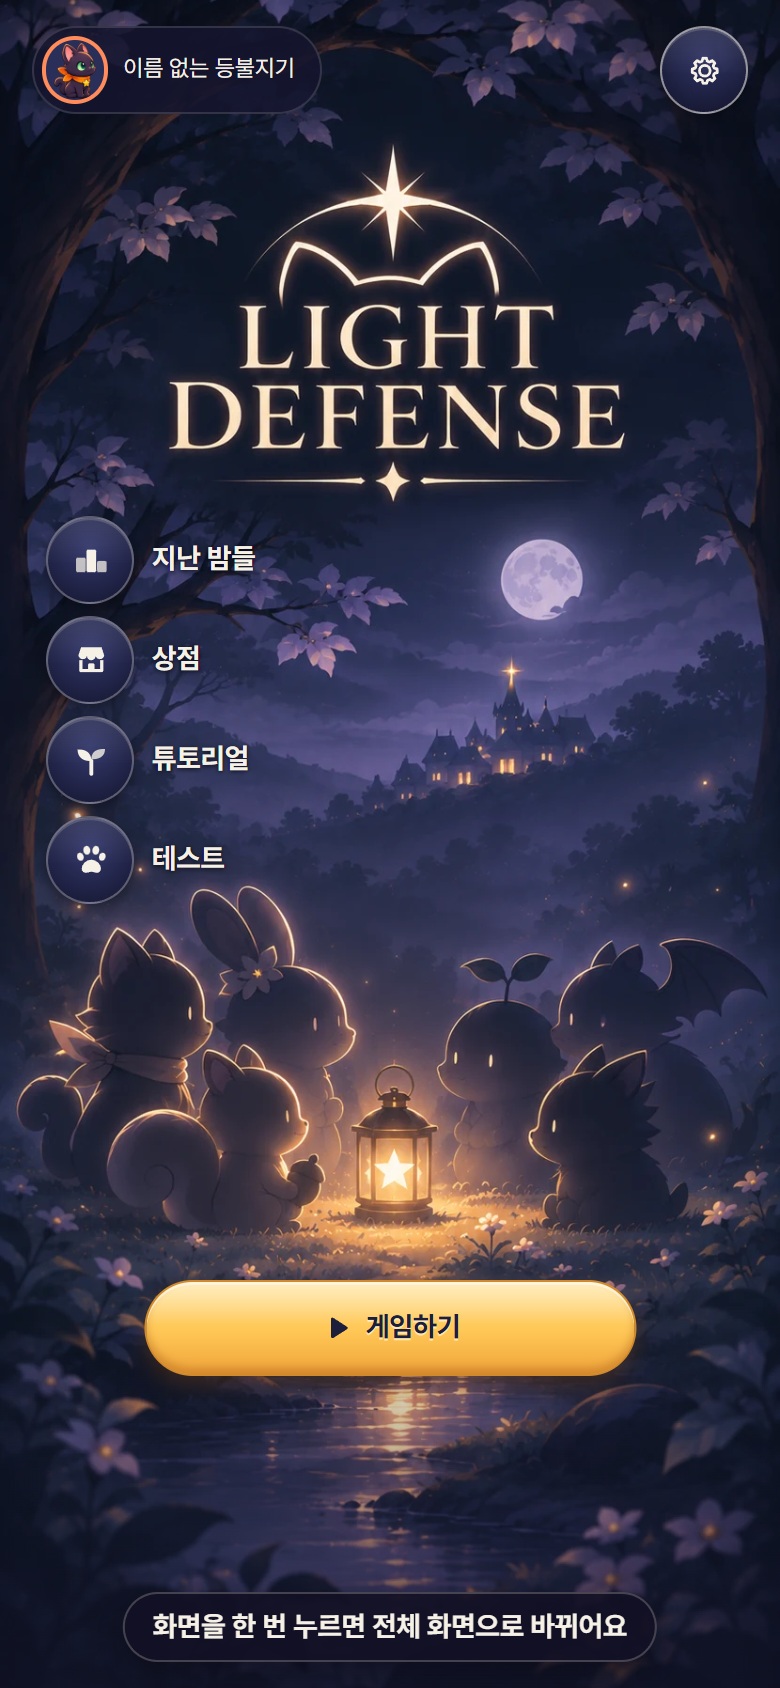 이름 없는 등불지기
LIGHT
DEFENSE
지난 밤들
상점
튜토리얼
테스트
게임하기
화면을 한 번 누르면 전체 화면으로 바뀌어요